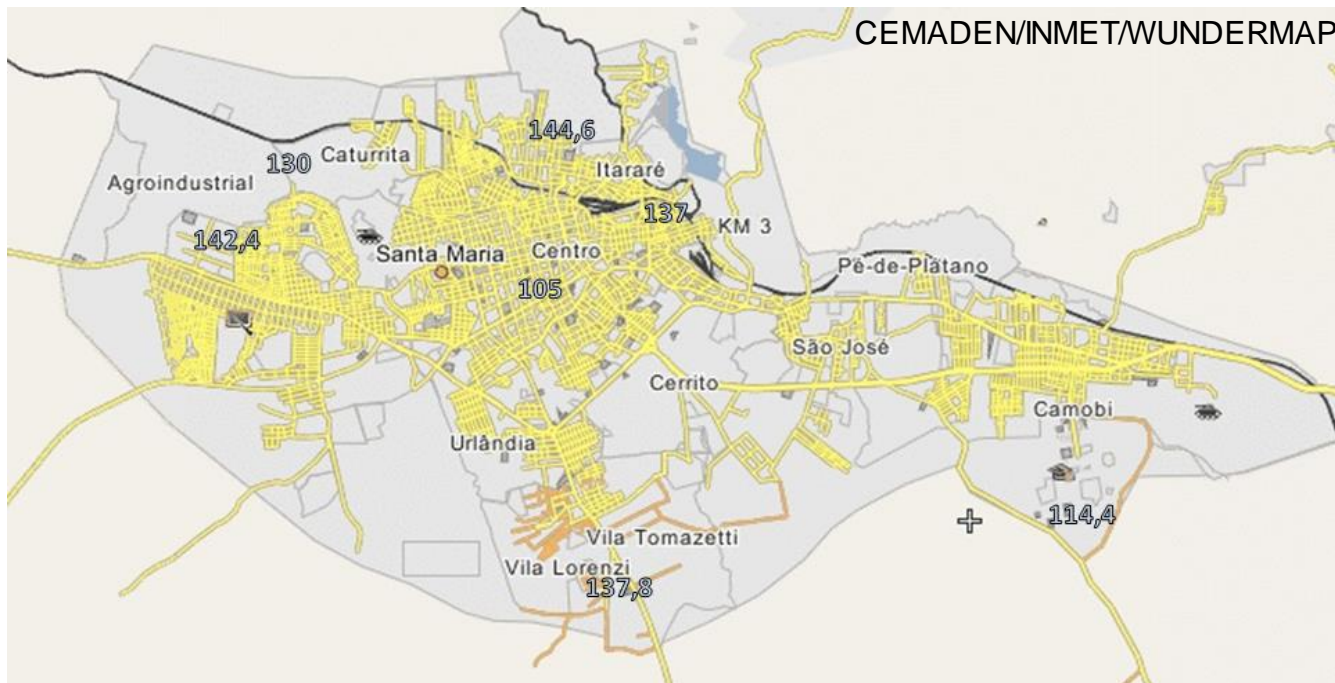 CEMADEN/INMET/WUNDERMAP
144,6
130
Caturrita
Itararé
Agroindustrial
137
KM 3
142,4
Santa Maria
Centro
Pé-de-Plátano
105
São José
Cerrito
Camobi
Urlândia
114,4
Vila Tomazetti
Vila Lorenzi
137,8